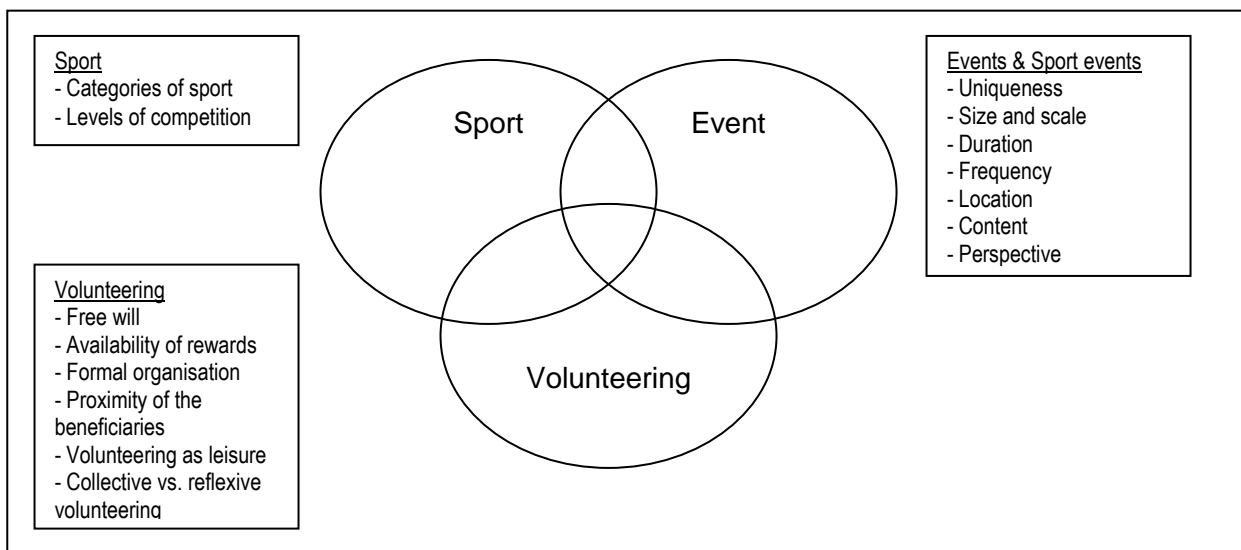 Sport
- Categories of sport
- Levels of competition
Sport
Event
Events & Sport events
- Uniqueness
- Size and scale
- Duration
- Frequency
- Location
- Content
- Perspective
Volunteering
- Free will
- Availability of rewards
- Formal organisation
- Proximity of the
beneficiaries
- Volunteering as leisure
- Collective vs. reflexive
volunteering
Volunteering